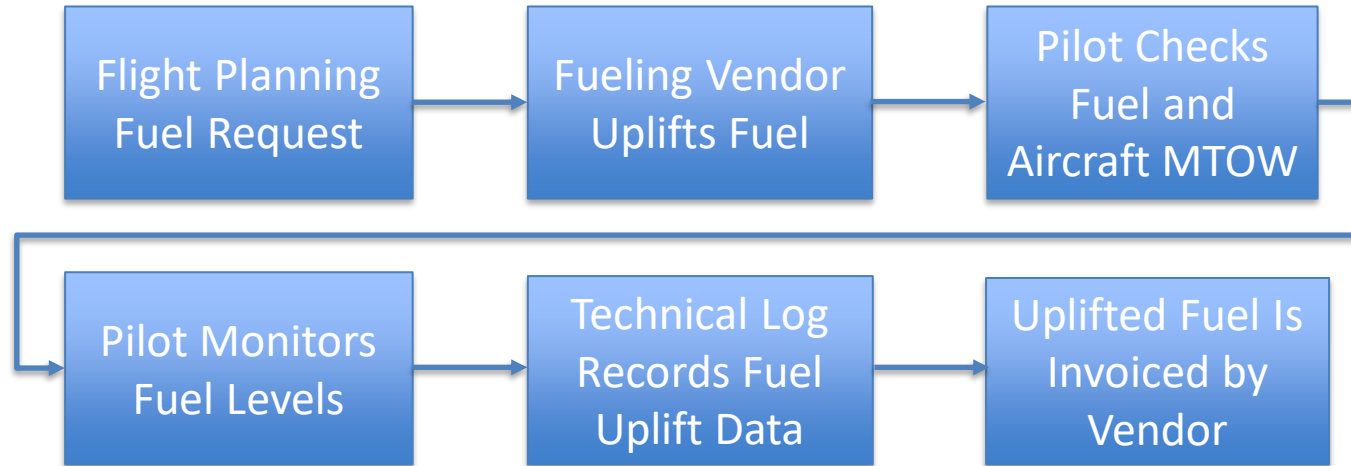 Flight Planning
Fuel Request
Fueling Vendor
Uplifts Fuel
Pilot Checks
Fuel and
Aircraft MTOW
Pilot Monitors
Fuel Levels
Technical Log
Records Fuel
Uplift Data
Uplifted Fuel Is
Invoiced by
Vendor